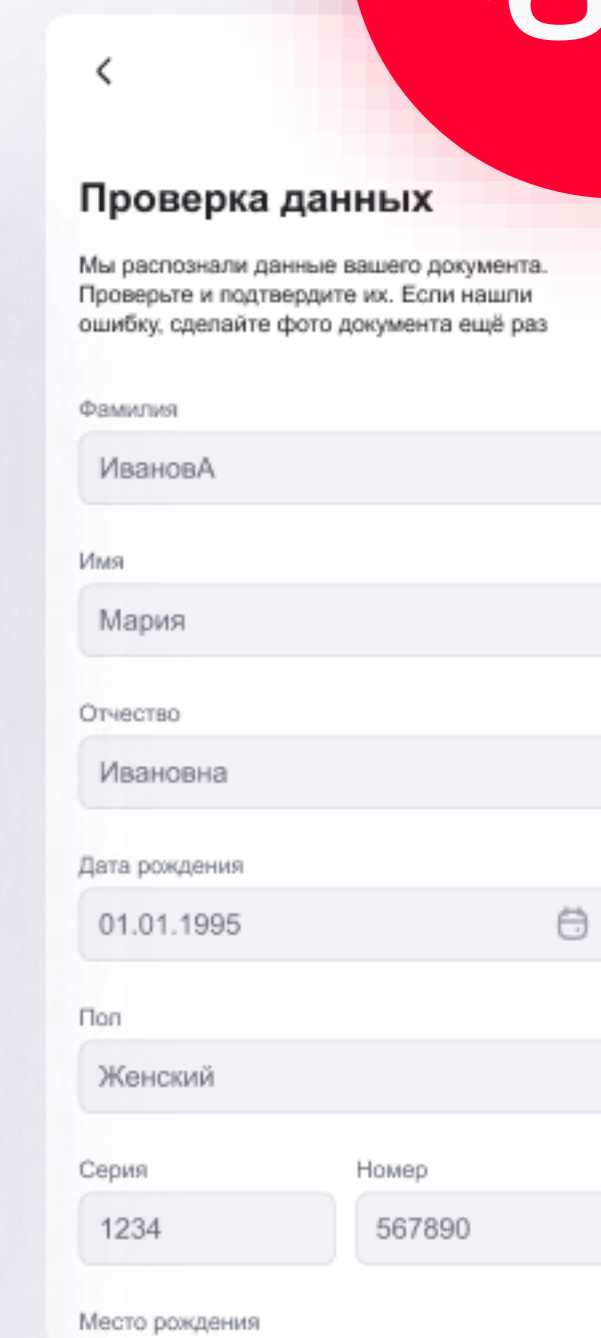 Проверка данных
Мы распознали данные вашего документа.
Проверьте и подтвердите их. Если нашли
ошибку, сделайте фото документа ещё раз
Фамилия
ИвановА
Имя
Мария
Отчество
Ивановна
Дата рождения
01.01.1995
Пол
Женский
Серия
Номер
1234
567890
Место рождения